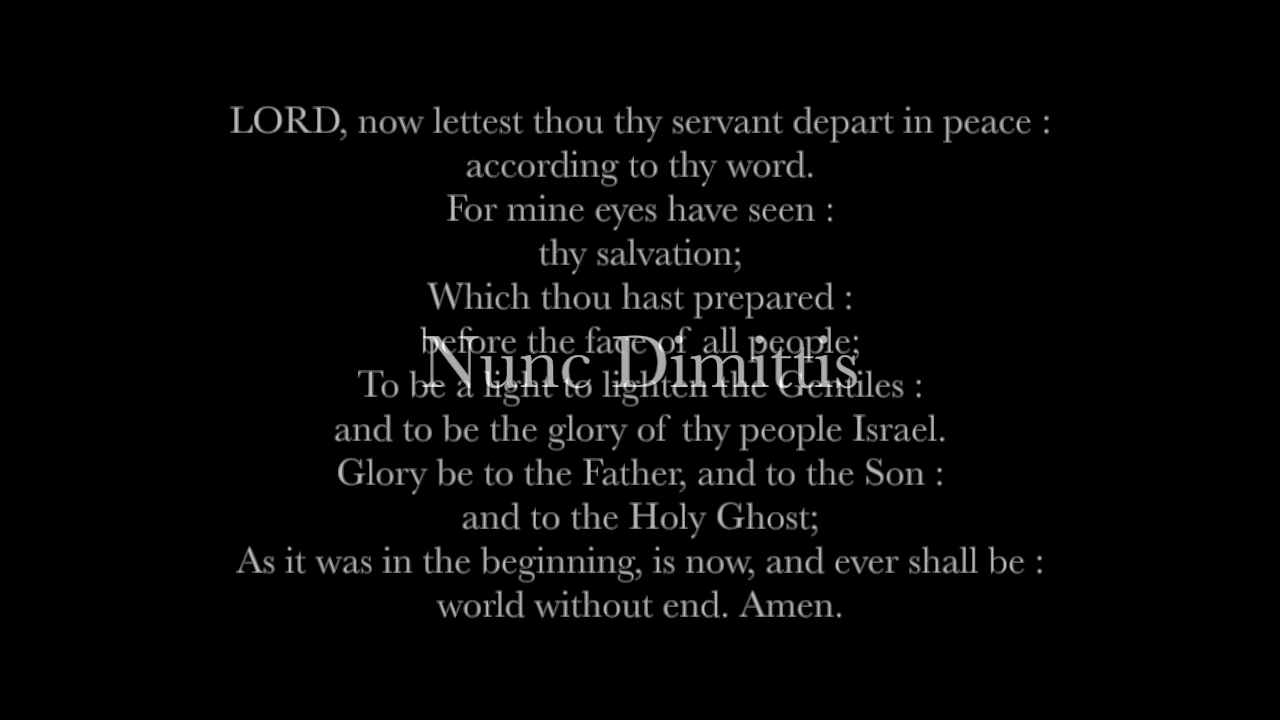 LORD, now lettest thou thy servant depart in peace :
according to thy word.
For mine eyes have seen :
thy salvation;
Which thou hast prepared :
before the face of all people;
Nunc Dimittis
To be a light to lighten the Gentiles :
and to be the glory of thy people Israel.
Glory be to the Father, and to the Son :
and to the Holy Ghost;
As it was in the beginning, is now, and ever shall be :
world without end. Amen.